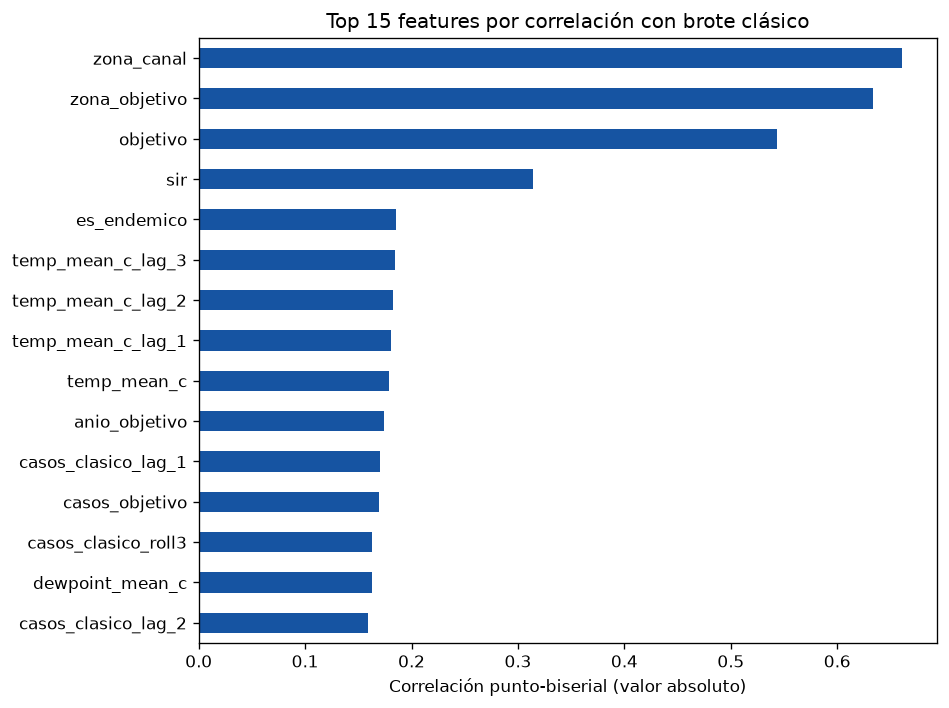 Top 15 features por correlación con brote clásico
zona_canal
zona_objetivo
objetivo
sir
es_endemico
temp_mean_c_lag_3
temp_mean_c_lag_2
temp_mean_c_lag_1
temp_mean_c
anio_objetivo
casos_clasico_lag_1
casos_objetivo
casos_clasico_roll3
dewpoint_mean_c
casos_clasico_lag_2
0.0 0.1 0.2 0.3 0.4 0.5 0.6
Correlación punto-biserial (valor absoluto)